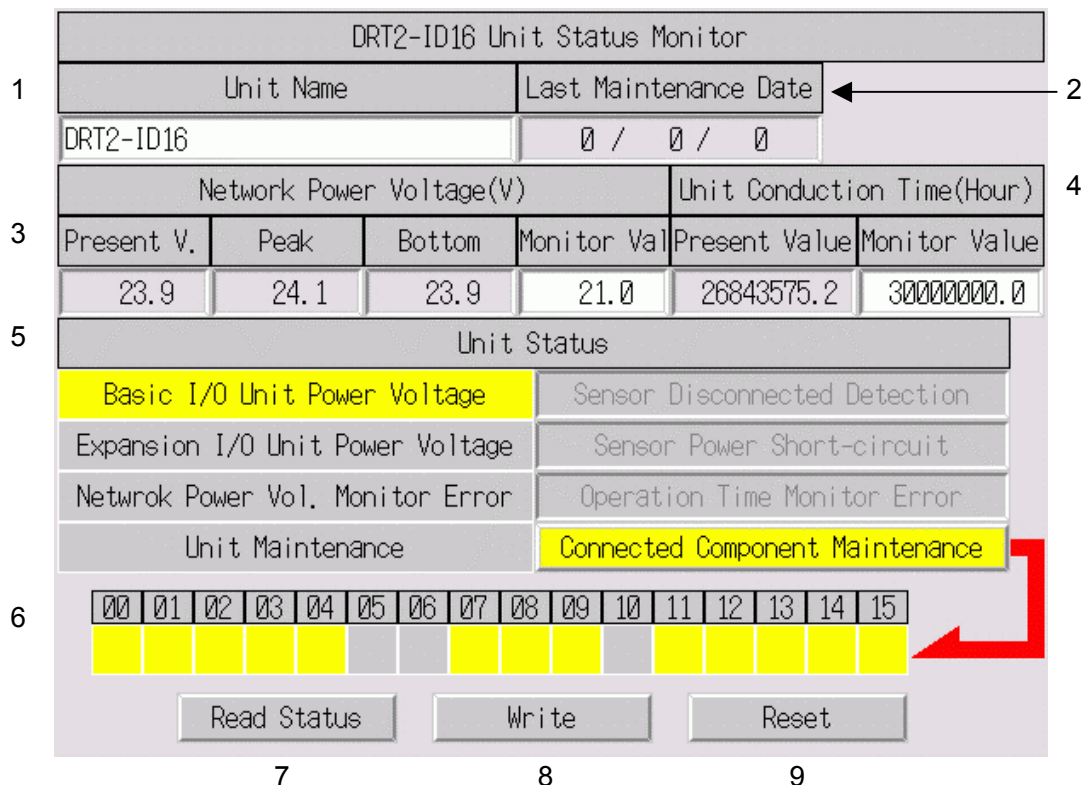 DRT2-ID16 Unit Status Monitor
1 Unit Name Last Maintenance Date 2
DRT2-ID16 0 / 0 / 0
Network Power Voltage(V) Unit Conduction Time(Hour) 4
3 Present V. Peak Bottom Monitor Val Present Value Monitor Value
23.9 24.1 23.9 21.0 26843575.2 30000000.0
5 Unit Status
Basic I/O Unit Power Voltage Sensor Disconnected Detection
Expansion I/O Unit Power Voltage Sensor Power Short-circuit
Netwrok Power Vol. Monitor Error Operation Time Monitor Error
Unit Maintenance Connected Component Maintenance
6 00 01 02 03 04 05 06 07 08 09 10 11 12 13 14 15
Read Status Write Reset
7 8 9